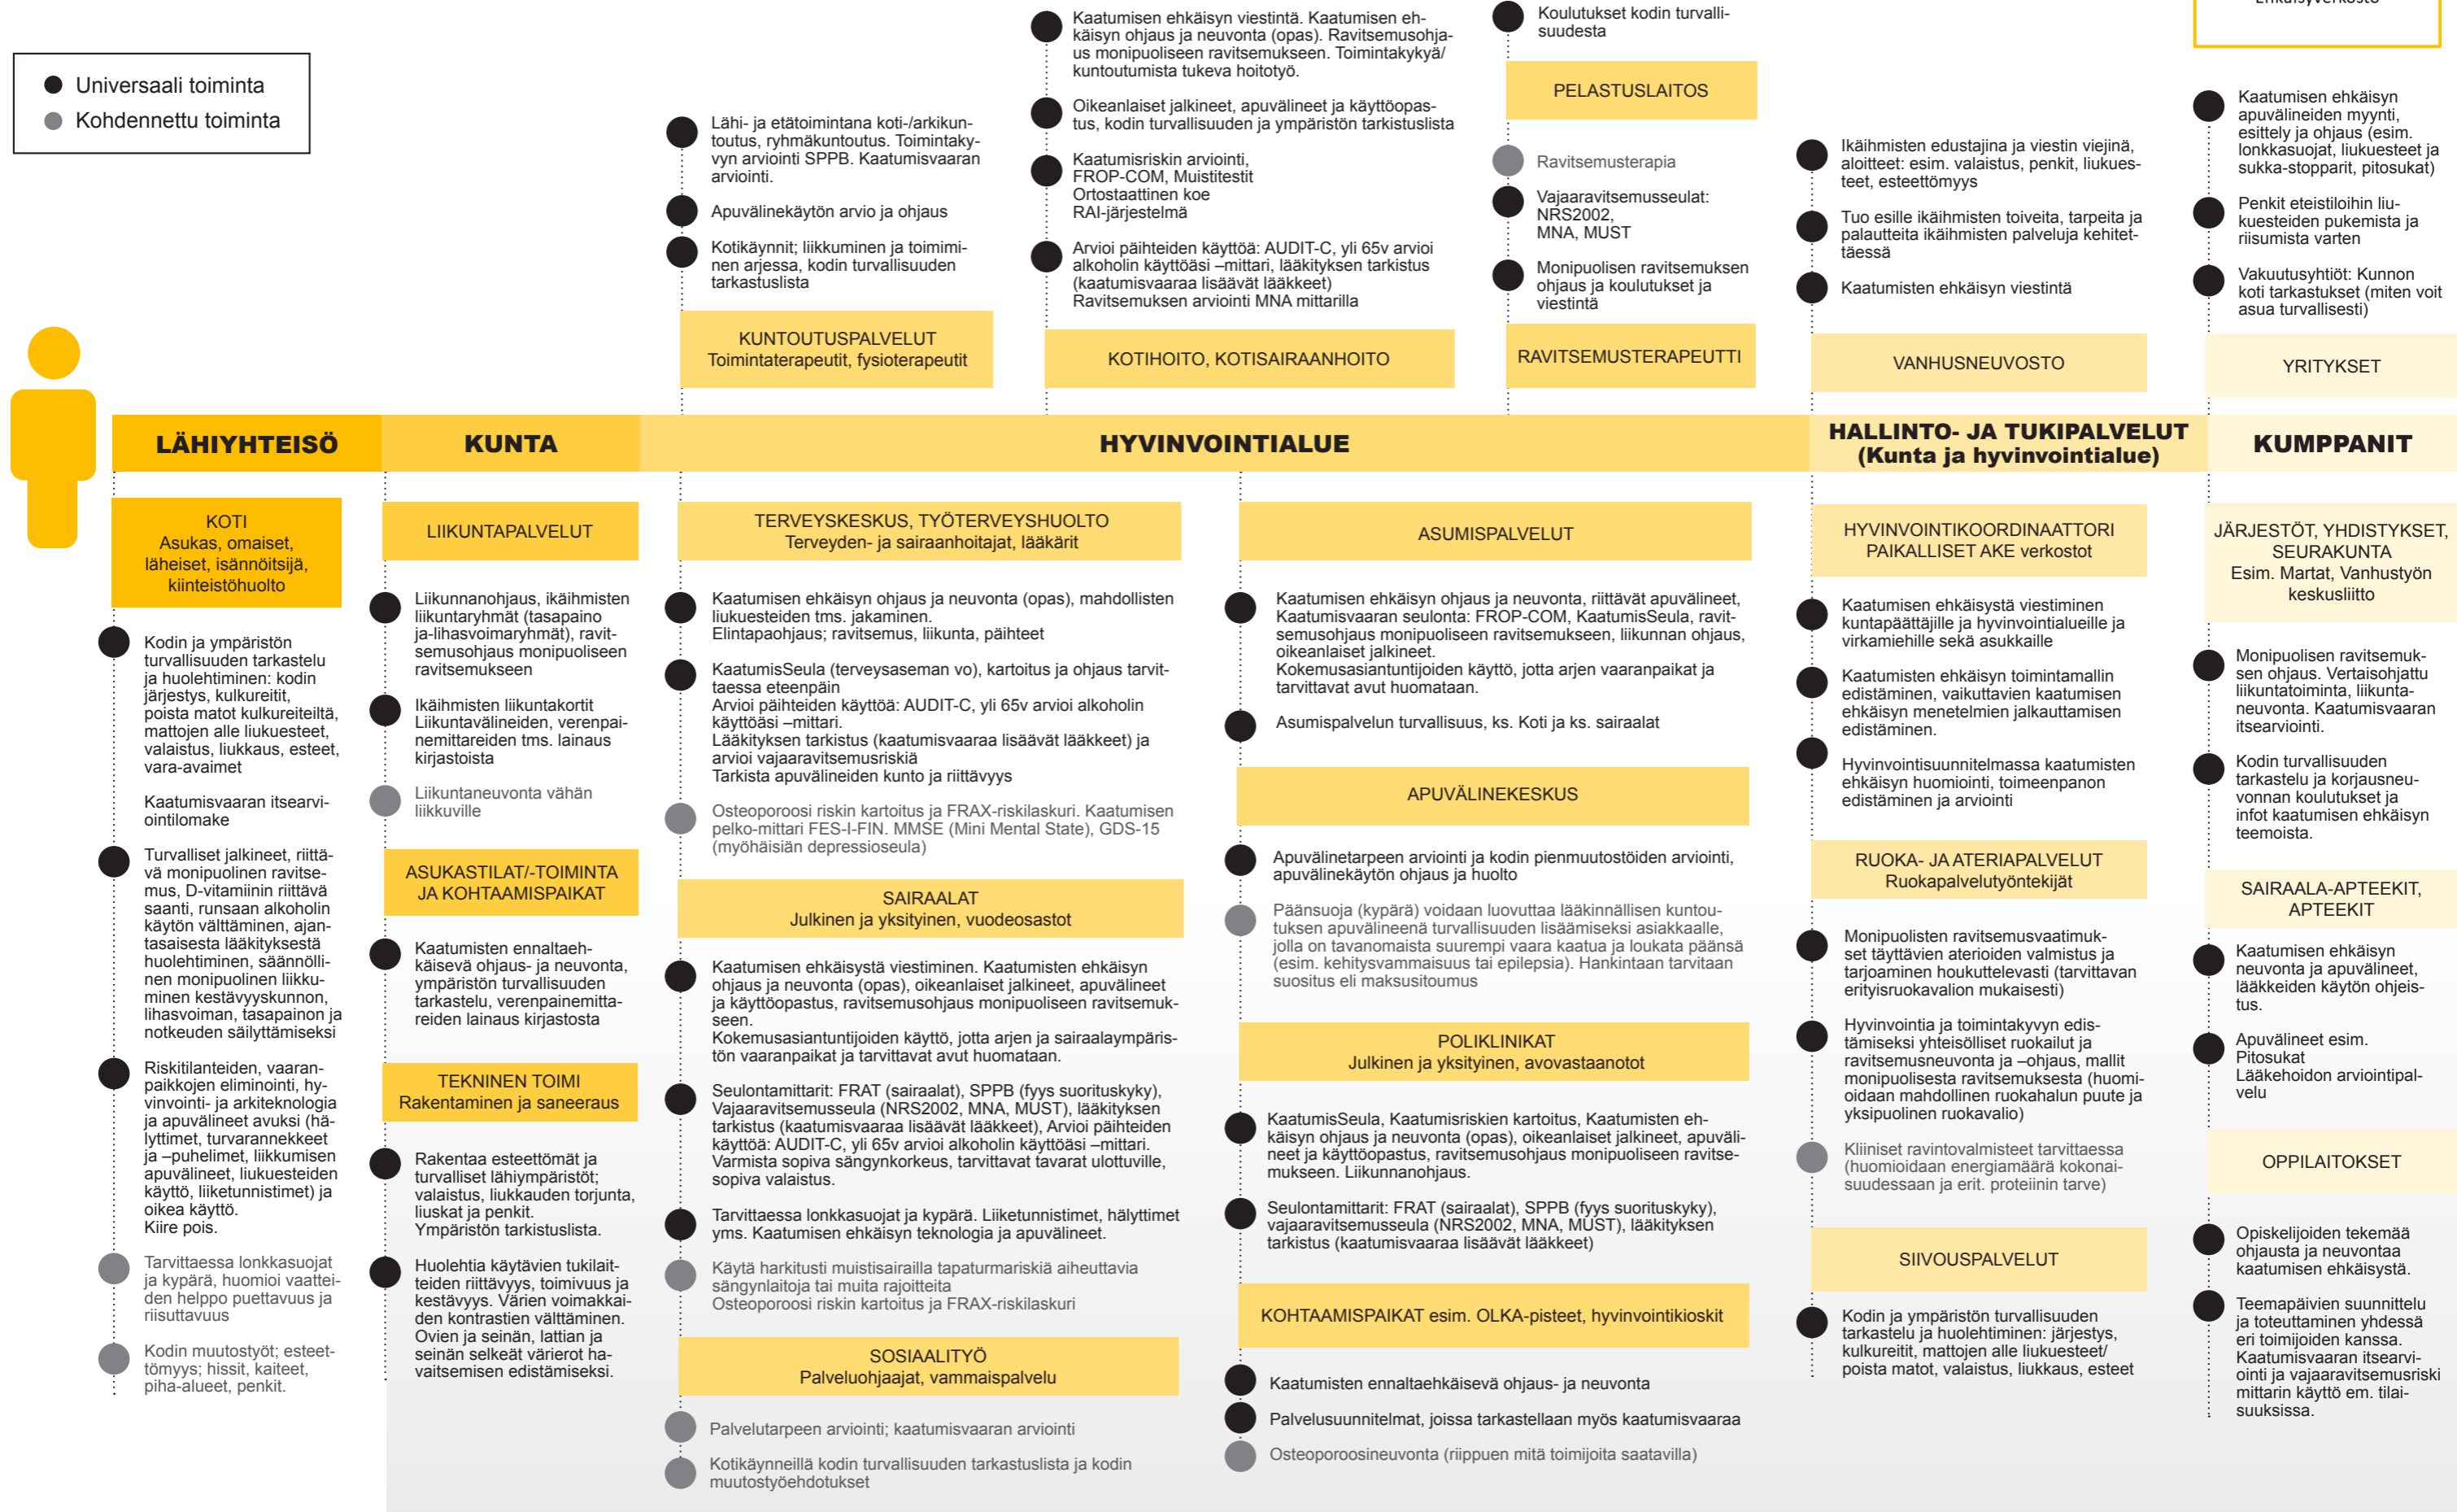 Universaali toiminta
Kohdennettu toiminta
Lähi- ja etätoimintana koti-/arkikun-
toutus, ryhmäkuntoutus. Toimintaky-
vyn arviointi SPPB. Kaatumisvaaran
arviointi.
Apuvälinekäytön arvio ja ohjaus
Kotikäynnit; liikkuminen ja toimimi-
nen arjessa, kodin turvallisuuden
tarkastuslista
KUNTOUTUSPALVELUT
Toimintaterapeutit, fysioterapeutit
Kaatumisen ehkäisyn viestintä. Kaatumisen eh-
käisyn ohjaus ja neuvonta (opas). Ravitsemusohja-
us monipuoliseen ravitsemukseen. Toimintakykyä/
kuntoutumista tukeva hoitotyö.
Oikeanlaiset jalkineet, apuvälineet ja käyttöopas-
tus, kodin turvallisuuden ja ympäristön tarkistuslista
Kaatumisriskin arviointi,
FROP-COM, Muistitestit
Ortostaattinen koe
RAI-järjestelmä
Arvioi päihteiden käyttöä: AUDIT-C, yli 65v arvioi
alkoholin käyttöäsi –mittari, lääkityksen tarkistus
(kaatumisvaaraa lisäävät lääkkeet)
Ravitsemuksen arviointi MNA mittarilla
KOTIHOITO, KOTISAIRAANHOITO
Koulutukset kodin turvalli-
suudesta
PELASTUSLAITOS
Ravitsemusterapia
Vajaaravitsemusseulat:
NRS2002,
MNA, MUST
Monipuolisen ravitsemuksen
ohjaus ja koulutukset ja
viestintä
RAVITSEMUSTERAPEUTTI
Ikäihmisten edustajina ja viestin viejinä,
aloitteet: esim. valaistus, penkit, liukues-
teet, esteettömyys
Tuo esille ikäihmisten toiveita, tarpeita ja
palautteita ikäihmisten palveluja kehitet-
täessä
Kaatumisten ehkäisyn viestintä
VANHUSNEUVOSTO
Kaatumisen ehkäisyn
apuvälineiden myynti,
esittely ja ohjaus (esim.
lonkkasuojat, liukuesteet ja
sukka-stopparit, pitosukat)
Penkit eteistiloihin liu-
kuesteiden pukemista ja
riisumista varten
Vakuutusyhtiöt: Kunnon
koti tarkastukset (miten voit
asua turvallisesti)
YRITYKSET
LÄHIYHTEISÖ
KUNTA
HYVINVOINTIALUE
HALLINTO- JA TUKIPALVELUT
(Kunta ja hyvinvointialue)
KUMPPANIT
KOTI
Asukas, omaiset,
läheiset, isännöitsijä,
kiinteistöhuolto
Kodin ja ympäristön
turvallisuuden tarkastelu
ja huolehtiminen: kodin
järjestys, kulkureitit,
poista matot kulkureiteiltä,
mattojen alle liukuesteet,
valaistus, liukkaus, esteet,
vara-avaimet
Kaatumisvaaran itsearvi-
ointilomake
Turvalliset jalkineet, riittä-
vä monipuolinen ravitse-
mus, D-vitamiinin riittävä
saanti, runsaan alkoholin
käytön välttäminen, ajan-
tasaisesta lääkityksestä
huolehtiminen, säännölli-
nen monipuolinen liikku-
minen kestävyyskunnon,
lihasvoiman, tasapainon ja
notkeuden säilyttämiseksi
Riskitilanteiden, vaaran-
paikkojen eliminointi, hy-
vinvointi- ja arkiteknologia
ja apuvälineet avuksi (hä-
lyttimet, turvarannekkeet
ja –puhelimet, liikkumisen
apuvälineet, liukuesteiden
käyttö, liiketunnistimet) ja
oikea käyttö.
Kiire pois.
Tarvittaessa lonkkasuojat
ja kypärä, huomioi vaattei-
den helppo puettavuus ja
riisuttavuus
Kodin muutostyöt; esteet-
tömyys; hissit, kaiteet,
piha-alueet, penkit.
LIIKUNTAPALVELUT
Liikunnanohjaus, ikäihmisten
liikuntaryhmät (tasapaino
ja-lihasvoimaryhmät), ravit-
semusohjaus monipuoliseen
ravitsemukseen
Ikäihmisten liikuntakortit
Liikuntavälineiden, verenpai-
nemittareiden tms. lainaus
kirjastoista
Liikuntaneuvonta vähän
liikkuville
ASUKASTILAT/-TOIMINTA
JA KOHTAAMISPAIKAT
Kaatumisten ennaltaeh-
käisevä ohjaus- ja neuvonta,
ympäristön turvallisuuden
tarkastelu, verenpainemitta-
reiden lainaus kirjastosta
TEKNINEN TOIMI
Rakentaminen ja saneeraus
Rakentaa esteettömät ja
turvalliset lähiympäristöt;
valaistus, liukkauden torjunta,
liuskat ja penkit.
Ympäristön tarkistuslista.
Huolehtia käytävien tukilait-
teiden riittävyys, toimivuus ja
kestävyys. Värien voimakkai-
den kontrastien välttäminen.
Ovien ja seinän, lattian ja
seinän selkeät värierot ha-
vaitsemisen edistämiseksi.
TERVEYSKESKUS, TYÖTERVEYSHUOLTO
Terveyden- ja sairaanhoitajat, lääkärit
Kaatumisen ehkäisyn ohjaus ja neuvonta (opas), mahdollisten
liukuesteiden tms. jakaminen.
Elintapaohjaus; ravitsemus, liikunta, päihteet
KaatumisSeula (terveysaseman vo), kartoitus ja ohjaus tarvit-
taessa eteenpäin
Arvioi päihteiden käyttöä: AUDIT-C, yli 65v arvioi alkoholin
käyttöäsi –mittari.
Lääkityksen tarkistus (kaatumisvaaraa lisäävät lääkkeet) ja
arvioi vajaaravitsemusriskiä
Tarkista apuvälineiden kunto ja riittävyys
Osteoporoosi riskin kartoitus ja FRAX-riskilaskuri. Kaatumisen
pelko-mittari FES-I-FIN. MMSE (Mini Mental State), GDS-15
(myöhäisiän depressioseula)
SAIRAALAT
Julkinen ja yksityinen, vuodeosastot
Kaatumisen ehkäisystä viestiminen. Kaatumisten ehkäisyn
ohjaus ja neuvonta (opas), oikeanlaiset jalkineet, apuvälineet
ja käyttöopastus, ravitsemusohjaus monipuoliseen ravitsemuk-
seen.
Kokemusasiantuntijoiden käyttö, jotta arjen ja sairaalaympäris-
tön vaaranpaikat ja tarvittavat avut huomataan.
Seulontamittarit: FRAT (sairaalat), SPPB (fyys suorituskyky),
Vajaaravitsemusseula (NRS2002, MNA, MUST), lääkityksen
tarkistus (kaatumisvaaraa lisäävät lääkkeet), Arvioi päihteiden
käyttöä: AUDIT-C, yli 65v arvioi alkoholin käyttöäsi –mittari.
Varmista sopiva sängynkorkeus, tarvittavat tavarat ulottuville,
sopiva valaistus.
Tarvittaessa lonkkasuojat ja kypärä. Liiketunnistimet, hälyttimet
yms. Kaatumisen ehkäisyn teknologia ja apuvälineet.
Käytä harkitusti muistisairailla tapaturmariskiä aiheuttavia
sängynlaitoja tai muita rajoitteita
Osteoporoosi riskin kartoitus ja FRAX-riskilaskuri
SOSIAALITYÖ
Palveluohjaajat, vammaispalvelu
Palvelutarpeen arviointi; kaatumisvaaran arviointi
Kotikäynneillä kodin turvallisuuden tarkastuslista ja kodin
muutostyöehdotukset
ASUMISPALVELUT
Kaatumisen ehkäisyn ohjaus ja neuvonta, riittävät apuvälineet,
Kaatumisvaaran seulonta: FROP-COM, KaatumisSeula, ravit-
semusohjaus monipuoliseen ravitsemukseen, liikunnan ohjaus,
oikeanlaiset jalkineet.
Kokemusasiantuntijoiden käyttö, jotta arjen vaaranpaikat ja
tarvittavat avut huomataan.
Asumispalvelun turvallisuus, ks. Koti ja ks. sairaalat
APUVÄLINEKESKUS
Apuvälinetarpeen arviointi ja kodin pienmuutostöiden arviointi,
apuvälinekäytön ohjaus ja huolto
Päänsuoja (kypärä) voidaan luovuttaa lääkinnällisen kuntou-
tuksen apuvälineenä turvallisuuden lisäämiseksi asiakkaalle,
jolla on tavanomaista suurempi vaara kaatua ja loukata päänsä
(esim. kehitysvammaisuus tai epilepsia). Hankintaan tarvitaan
suositus eli maksusitoumus
POLIKLINIKAT
Julkinen ja yksityinen, avovastaanotot
KaatumisSeula, Kaatumisriskien kartoitus, Kaatumisten eh-
käisyn ohjaus ja neuvonta (opas), oikeanlaiset jalkineet, apuväli-
neet ja käyttöopastus, ravitsemusohjaus monipuoliseen ravitse-
mukseen. Liikunnanohjaus.
Seulontamittarit: FRAT (sairaalat), SPPB (fyys suorituskyky),
vajaaravitsemusseula (NRS2002, MNA, MUST), lääkityksen
tarkistus (kaatumisvaaraa lisäävät lääkkeet)
KOHTAAMISPAIKAT esim. OLKA-pisteet, hyvinvointikioskit
Kaatumisten ennaltaehkäisevä ohjaus- ja neuvonta
Palvelusuunnitelmat, joissa tarkastellaan myös kaatumisvaaraa
Osteoporoosineuvonta (riippuen mitä toimijoita saatavilla)
HYVINVOINTIKOORDINAATTORI
PAIKALLISET AKE verkostot
Kaatumisen ehkäisystä viestiminen
kuntapäättäjille ja hyvinvointialueille ja
virkamiehille sekä asukkaille
Kaatumisten ehkäisyn toimintamallin
edistäminen, vaikuttavien kaatumisen
ehkäisyn menetelmien jalkauttamisen
edistäminen.
Hyvinvointisuunnitelmassa kaatumisten
ehkäisyn huomiointi, toimeenpanon
edistäminen ja arviointi
RUOKA- JA ATERIAPALVELUT
Ruokapalvelutyöntekijät
Monipuolisten ravitsemusvaatimuk-
set täyttävien aterioiden valmistus ja
tarjoaminen houkuttelevasti (tarvittavan
erityisruokavalion mukaisesti)
Hyvinvointia ja toimintakyvyn edis-
tämiseksi yhteisölliset ruokailut ja
ravitsemusneuvonta ja –ohjaus, mallit
monipuolisesta ravitsemuksesta (huomi-
oidaan mahdollinen ruokahalun puute ja
yksipuolinen ruokavalio)
Kliiniset ravintovalmisteet tarvittaessa
(huomioidaan energiamäärä kokonai-
suudessaan ja erit. proteiinin tarve)
SIIVOUSPALVELUT
Kodin ja ympäristön turvallisuuden
tarkastelu ja huolehtiminen: järjestys,
kulkureitit, mattojen alle liukuesteet/
poista matot, valaistus, liukkaus, esteet
JÄRJESTÖT, YHDISTYKSET,
SEURAKUNTA
Esim. Martat, Vanhustyön
keskusliitto
Monipuolisen ravitsemuk-
sen ohjaus. Vertaisohjattu
liikuntatoiminta, liikunta-
neuvonta. Kaatumisvaaran
itsearviointi.
Kodin turvallisuuden
tarkastelu ja korjausneu-
vonnan koulutukset ja
infot kaatumisen ehkäisyn
teemoista.
SAIRAALA-APTEEKIT,
APTEEKIT
Kaatumisen ehkäisyn
neuvonta ja apuvälineet,
lääkkeiden käytön ohjeis-
tus.
Apuvälineet esim.
Pitosukat
Lääkehoidon arviointipal-
velu
OPPILAITOKSET
Opiskelijoiden tekemää
ohjausta ja neuvontaa
kaatumisen ehkäisystä.
Teemapäivien suunnittelu
ja toteuttaminen yhdessä
eri toimijoiden kanssa.
Kaatumisvaaran itsearvi-
ointi ja vajaaravitsemusriski
mittarin käyttö em. tilai-
suuksissa.